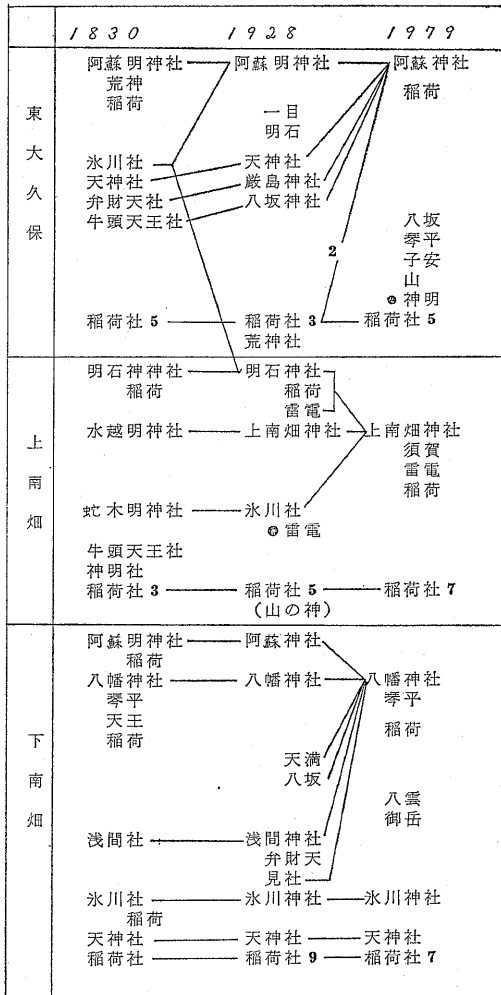 1830 1928 1979
東大久保
阿蘇明神社 阿蘇明神社 阿蘇神社
荒神
稲荷 稲荷
一目
明石
氷川社 天神社
天神社 厳島神社
弁財天社 八坂神社
牛頭天王社
八坂
琴平
2 子安
山
神明
稲荷社 5 稲荷社 3 稲荷社 5
荒神社
上南畑
明石神神社 明石神社
稲荷 稲荷
雷電
水越明神社 上南畑神社 上南畑神社
須賀
雷電
稲荷
蛇木明神社 氷川社
雷電
牛頭天王社
神明社
稲荷社 3 稲荷社 5 稲荷社 7
(山の神)
下南畑
阿蘇明神社 阿蘇神社
稲荷
八幡神社 八幡神社 八幡神社
琴平 琴平
天王
稲荷 稲荷
天満
八坂
八雲
御岳
浅間社 浅間神社
弁財天
見社
氷川社 氷川神社 氷川神社
稲荷
天神社 天神社 天神社
稲荷社 稲荷社 9 稲荷社 7